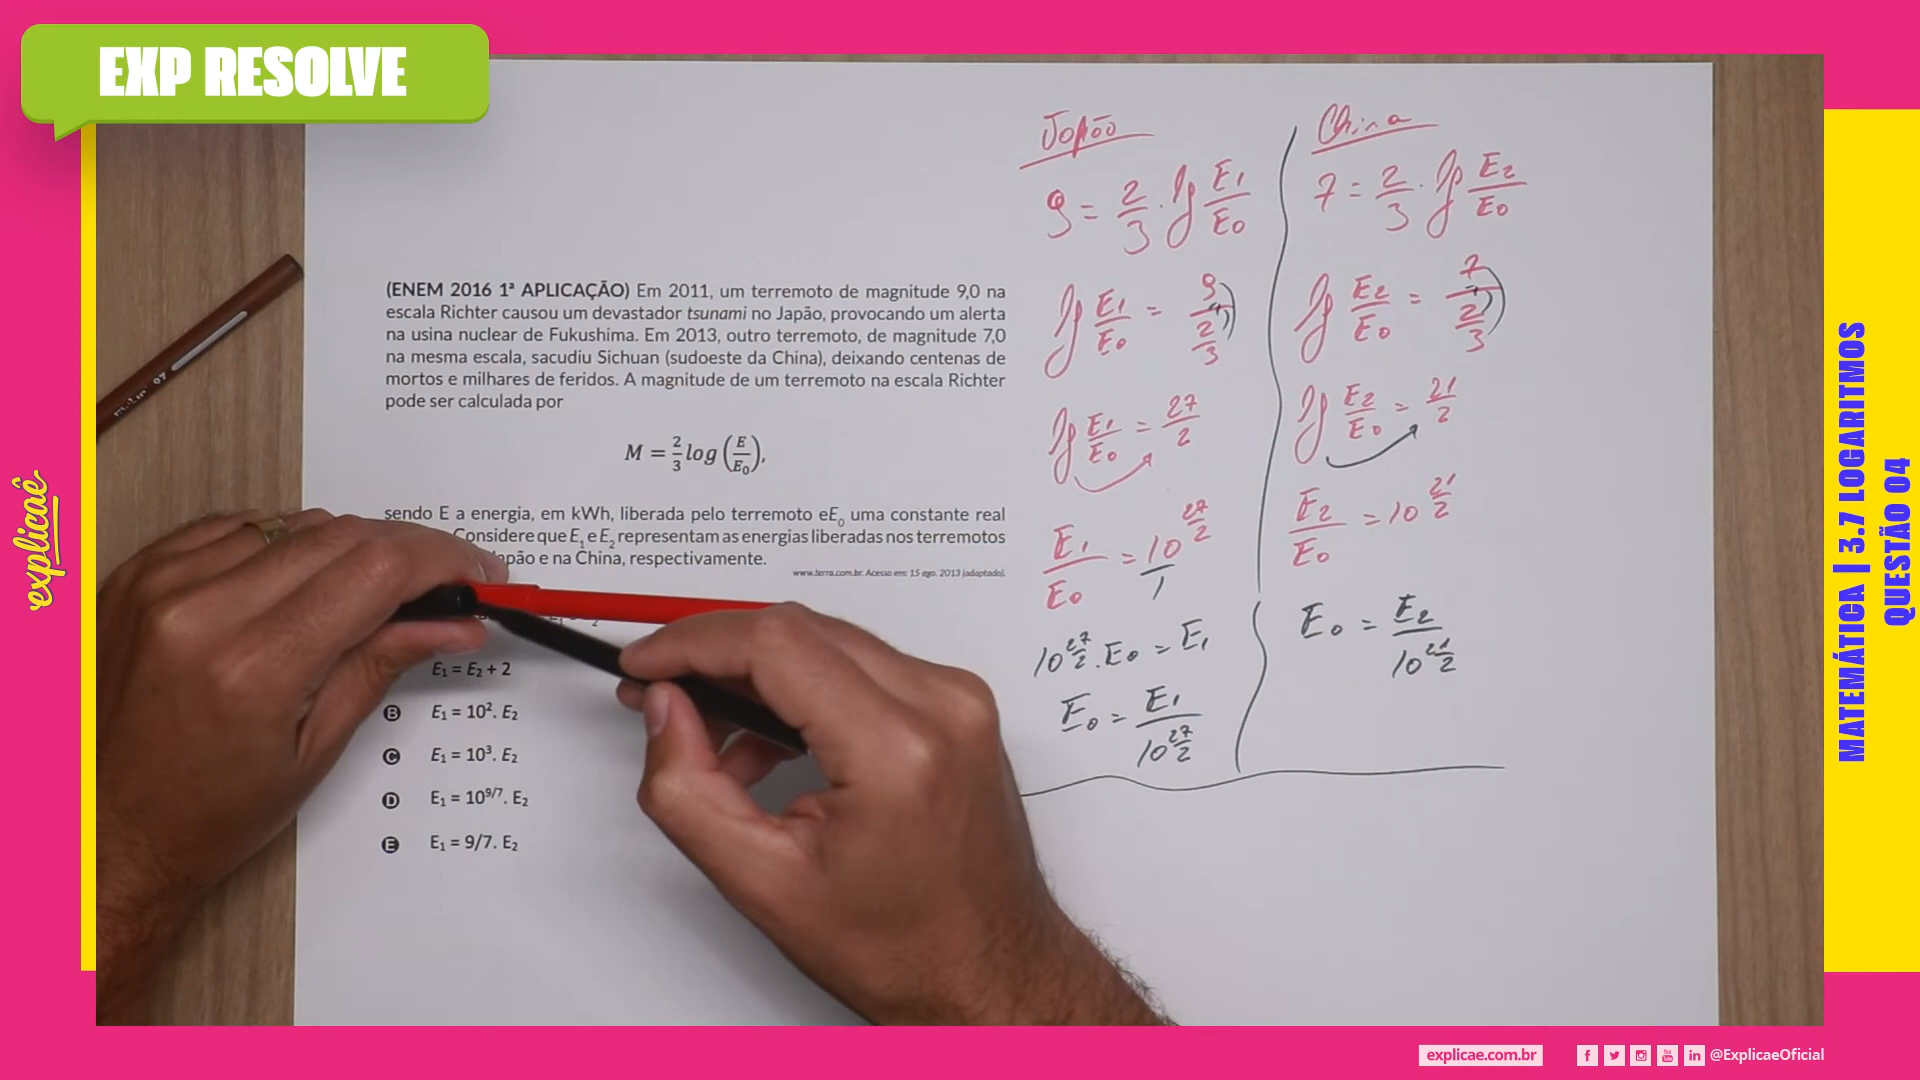 EXP RESOLVE
(ENEM 2016 1ª APLICAÇÃO) Em 2011, um terremoto de magnitude 9,0 na
escala Richter causou um devastador tsunami no Japão, provocando um alerta
na usina nuclear de Fukushima. Em 2013, outro terremoto, de magnitude 7,0
na mesma escala, sacudiu Sichuan (sudoeste da China), deixando centenas de
mortos e milhares de feridos. A magnitude de um terremoto na escala Richter
pode ser calculada por
M = 2/3 log (E/E₀),
sendo E a energia, em kWh, liberada pelo terremoto eE₀ uma constante real
Considere que E₁ e E₂ representam as energias liberadas nos terremotos
pão e na China, respectivamente.
www.terra.com.br. Acesso em: 15 ago. 2013 (adaptado).
E₁ = E₂ + 2
B E₁ = 10². E₂
C E₁ = 10³. E₂
D E₁ = 10^9/7. E₂
E E₁ = 9/7. E₂
Japão
9 = 2/3 . lg E₁/E₀
lg E₁/E₀ = 9/(2/3)
lg E₁/E₀ = 27/2
E₁/E₀ = 10^(27/2)/1
10^(27/2) . E₀ = E₁
E₀ = E₁/10^(27/2)
China
7 = 2/3 . lg E₂/E₀
lg E₂/E₀ = 7/(2/3)
lg E₂/E₀ = 21/2
E₂/E₀ = 10^(21/2)
E₀ = E₂/10^(21/2)
explicaê
MATEMÁTICA | 3.7 LOGARITMOS
QUESTÃO 04
explicae.com.br
@ExplicaeOficial